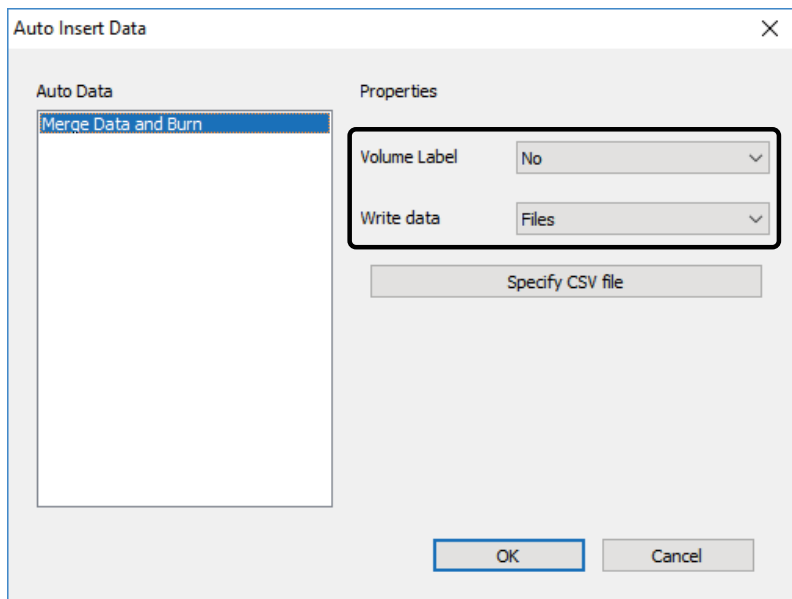 Auto Insert Data
Auto Data
Merge Data and Burn
Properties
Volume Label No
Write data Files
Specify CSV file
OK Cancel